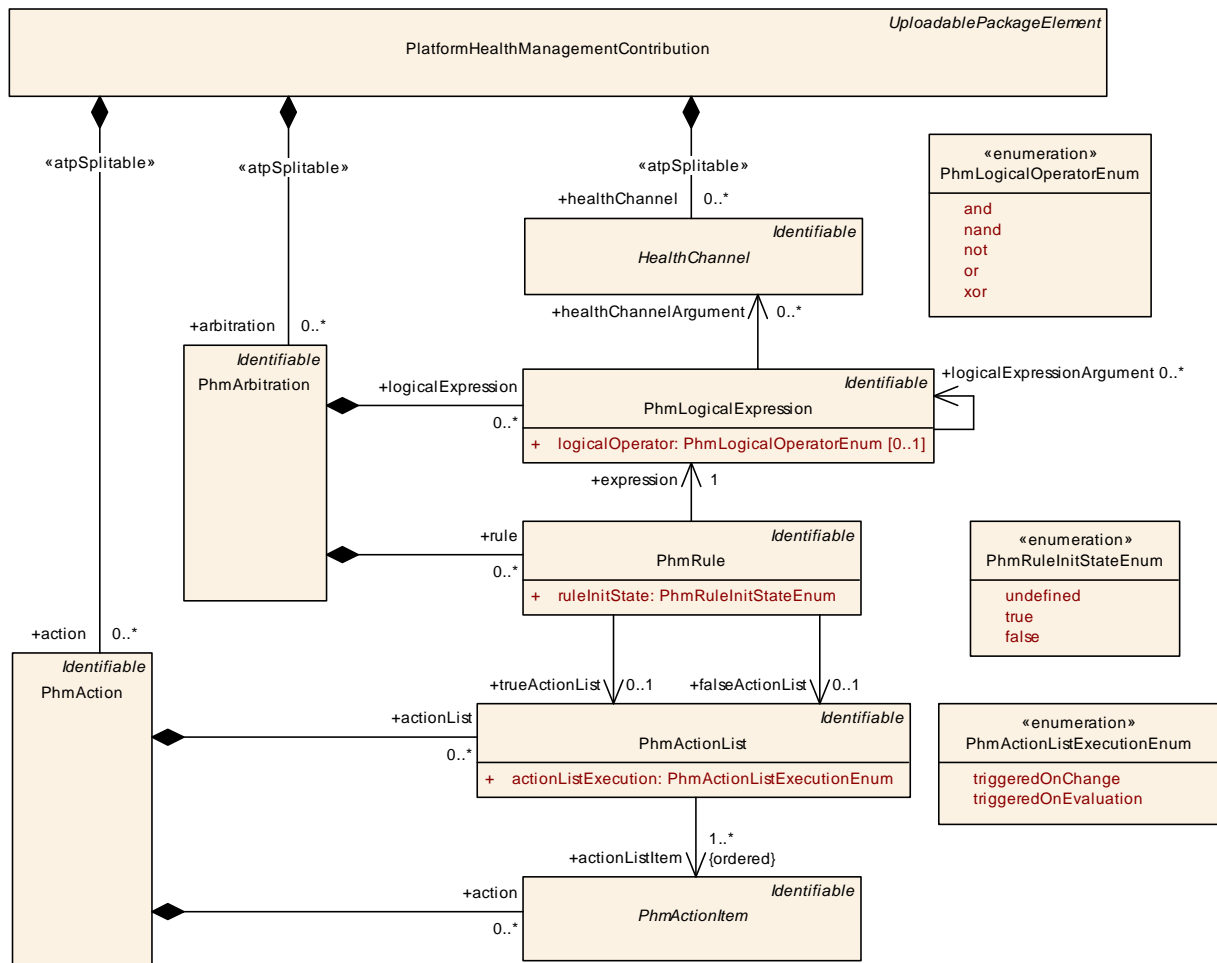 UploadablePackageElement
PlatformHealthManagementContribution
«atpSplitable»
«atpSplitable»
«atpSplitable»
+healthChannel 0..*
Identifiable
HealthChannel
«enumeration»
PhmLogicalOperatorEnum
and
nand
not
or
xor
+healthChannelArgument 0..*
+arbitration 0..*
Identifiable
PhmArbitration
+logicalExpression
0..*
Identifiable
PhmLogicalExpression
+ logicalOperator: PhmLogicalOperatorEnum [0..1]
+logicalExpressionArgument 0..*
+expression 1
+rule
0..*
Identifiable
PhmRule
+ ruleInitState: PhmRuleInitStateEnum
«enumeration»
PhmRuleInitStateEnum
undefined
true
false
+action 0..*
Identifiable
PhmAction
+trueActionList 0..1
+falseActionList 0..1
+actionList
0..*
Identifiable
PhmActionList
+ actionListExecution: PhmActionListExecutionEnum
«enumeration»
PhmActionListExecutionEnum
triggeredOnChange
triggeredOnEvaluation
1..*
+actionListItem {ordered}
+action
0..*
Identifiable
PhmActionItem